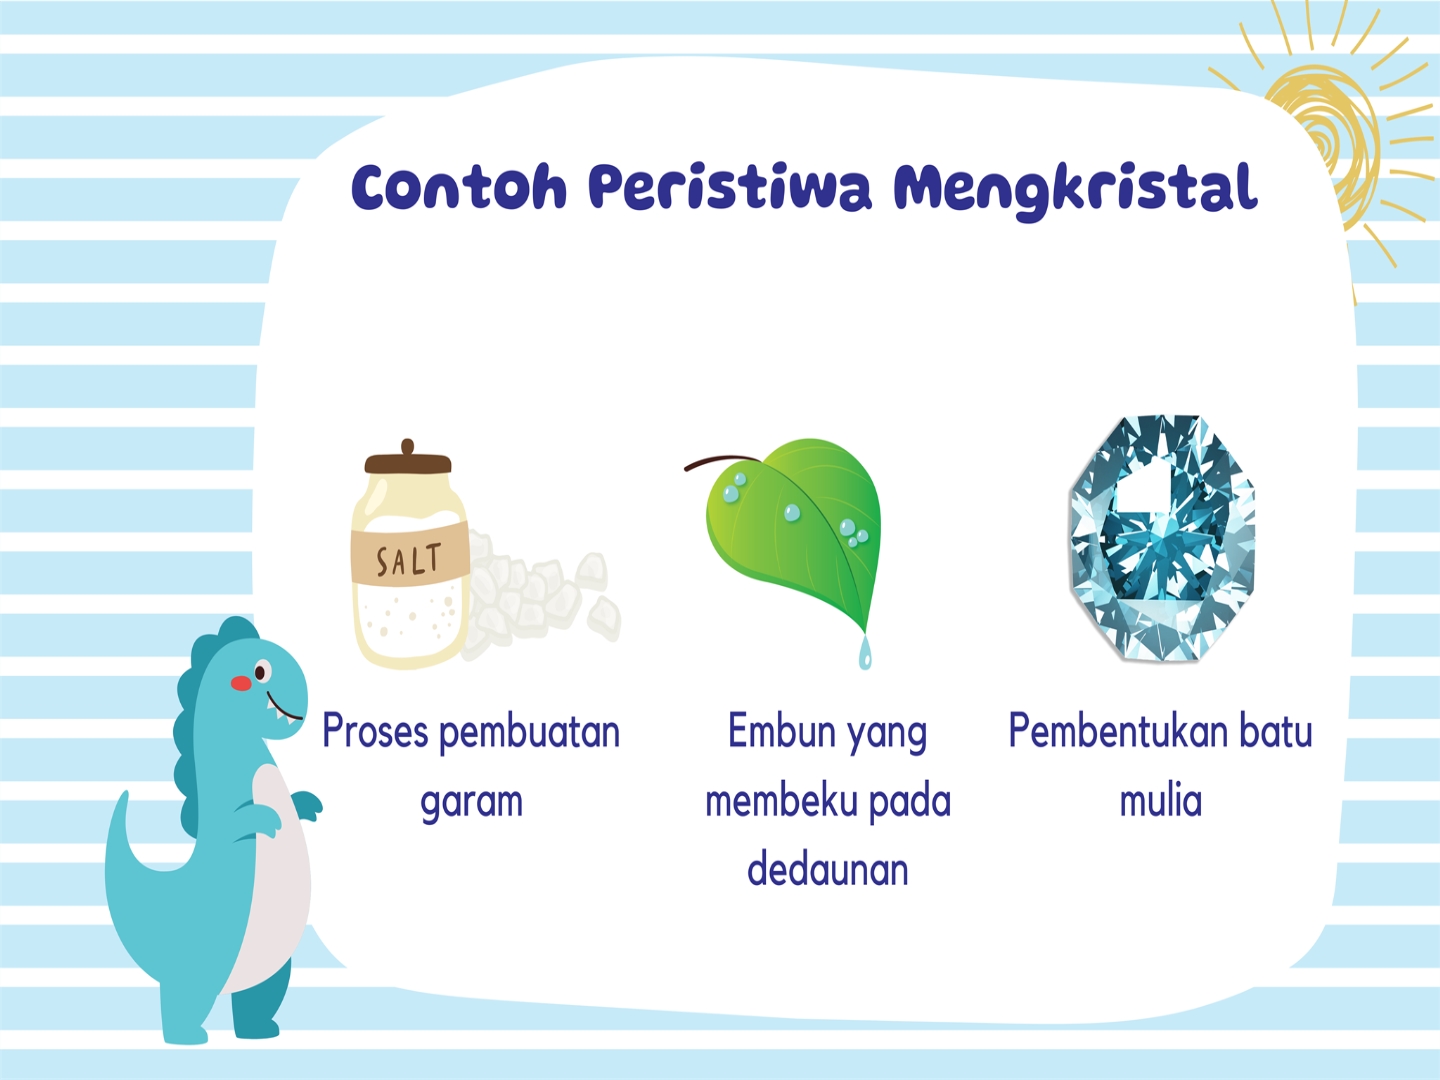 Contoh Peristiwa Mengkristal
SALT
Proses pembuatan
garam
Embun yang
membeku pada
dedaunan
Pembentukan batu
mulia